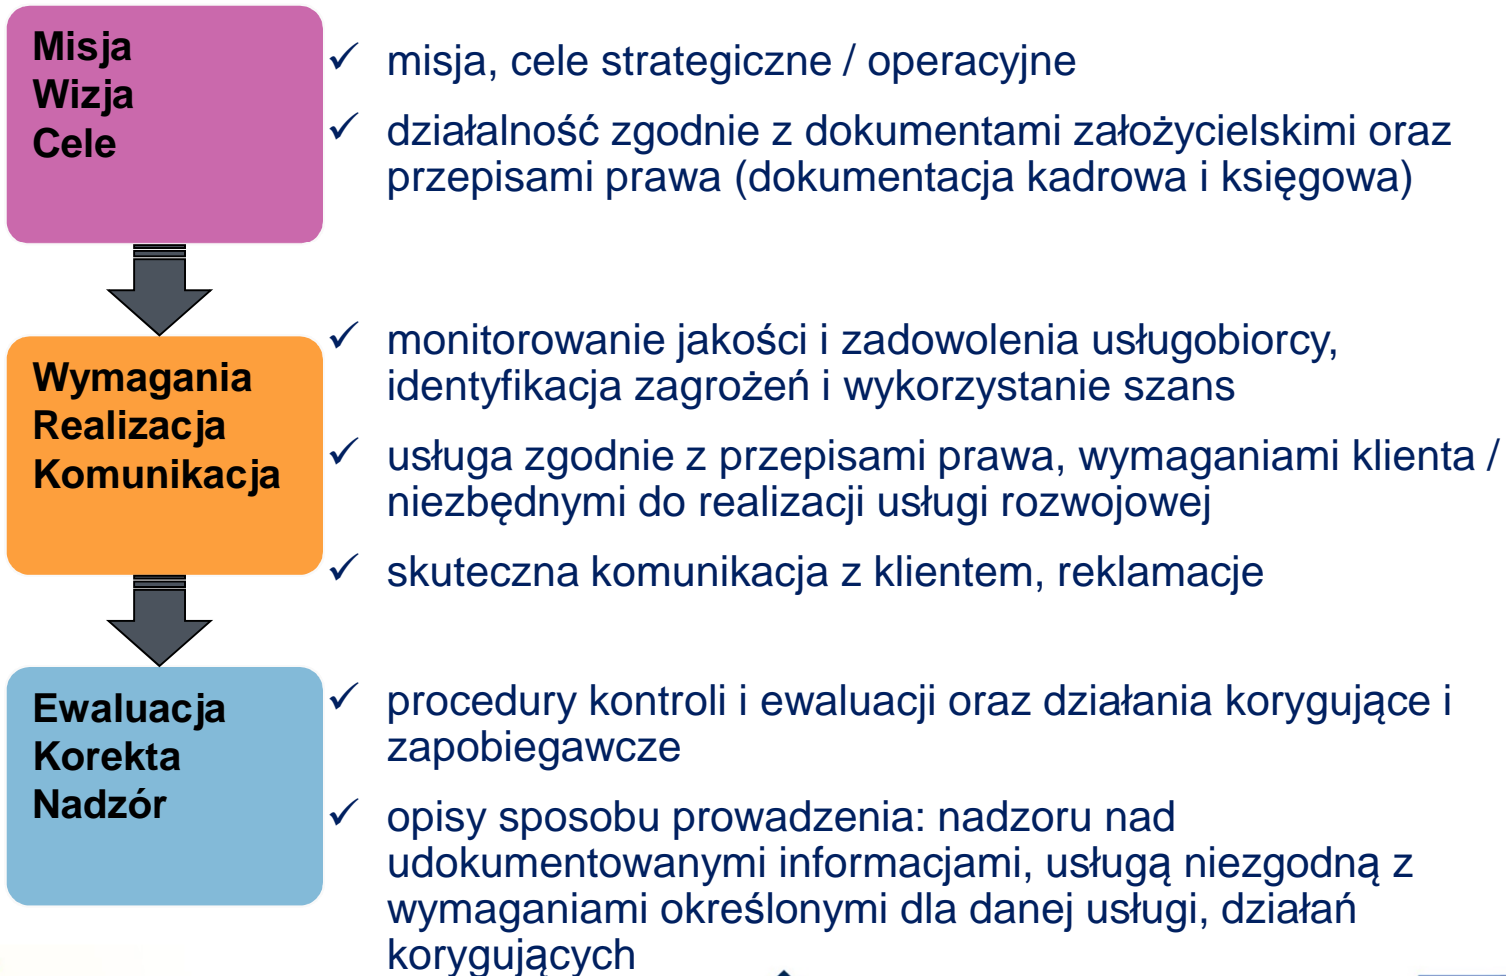 Misja
Wizja
Cele
✓ misja, cele strategiczne / operacyjne
✓ działalność zgodnie z dokumentami założycielskimi oraz
przepisami prawa (dokumentacja kadrowa i księgowa)
Wymagania
Realizacja
Komunikacja
✓ monitorowanie jakości i zadowolenia usługobiorcy,
identyfikacja zagrożeń i wykorzystanie szans
✓ usługa zgodnie z przepisami prawa, wymaganiami klienta /
niezbędnymi do realizacji usługi rozwojowej
✓ skuteczna komunikacja z klientem, reklamacje
Ewaluacja
Korekta
Nadzór
✓ procedury kontroli i ewaluacji oraz działania korygujące i
zapobiegawcze
✓ opisy sposobu prowadzenia: nadzoru nad
udokumentowanymi informacjami, usługą niezgodną z
wymaganiami określonymi dla danej usługi, działań
korygujących